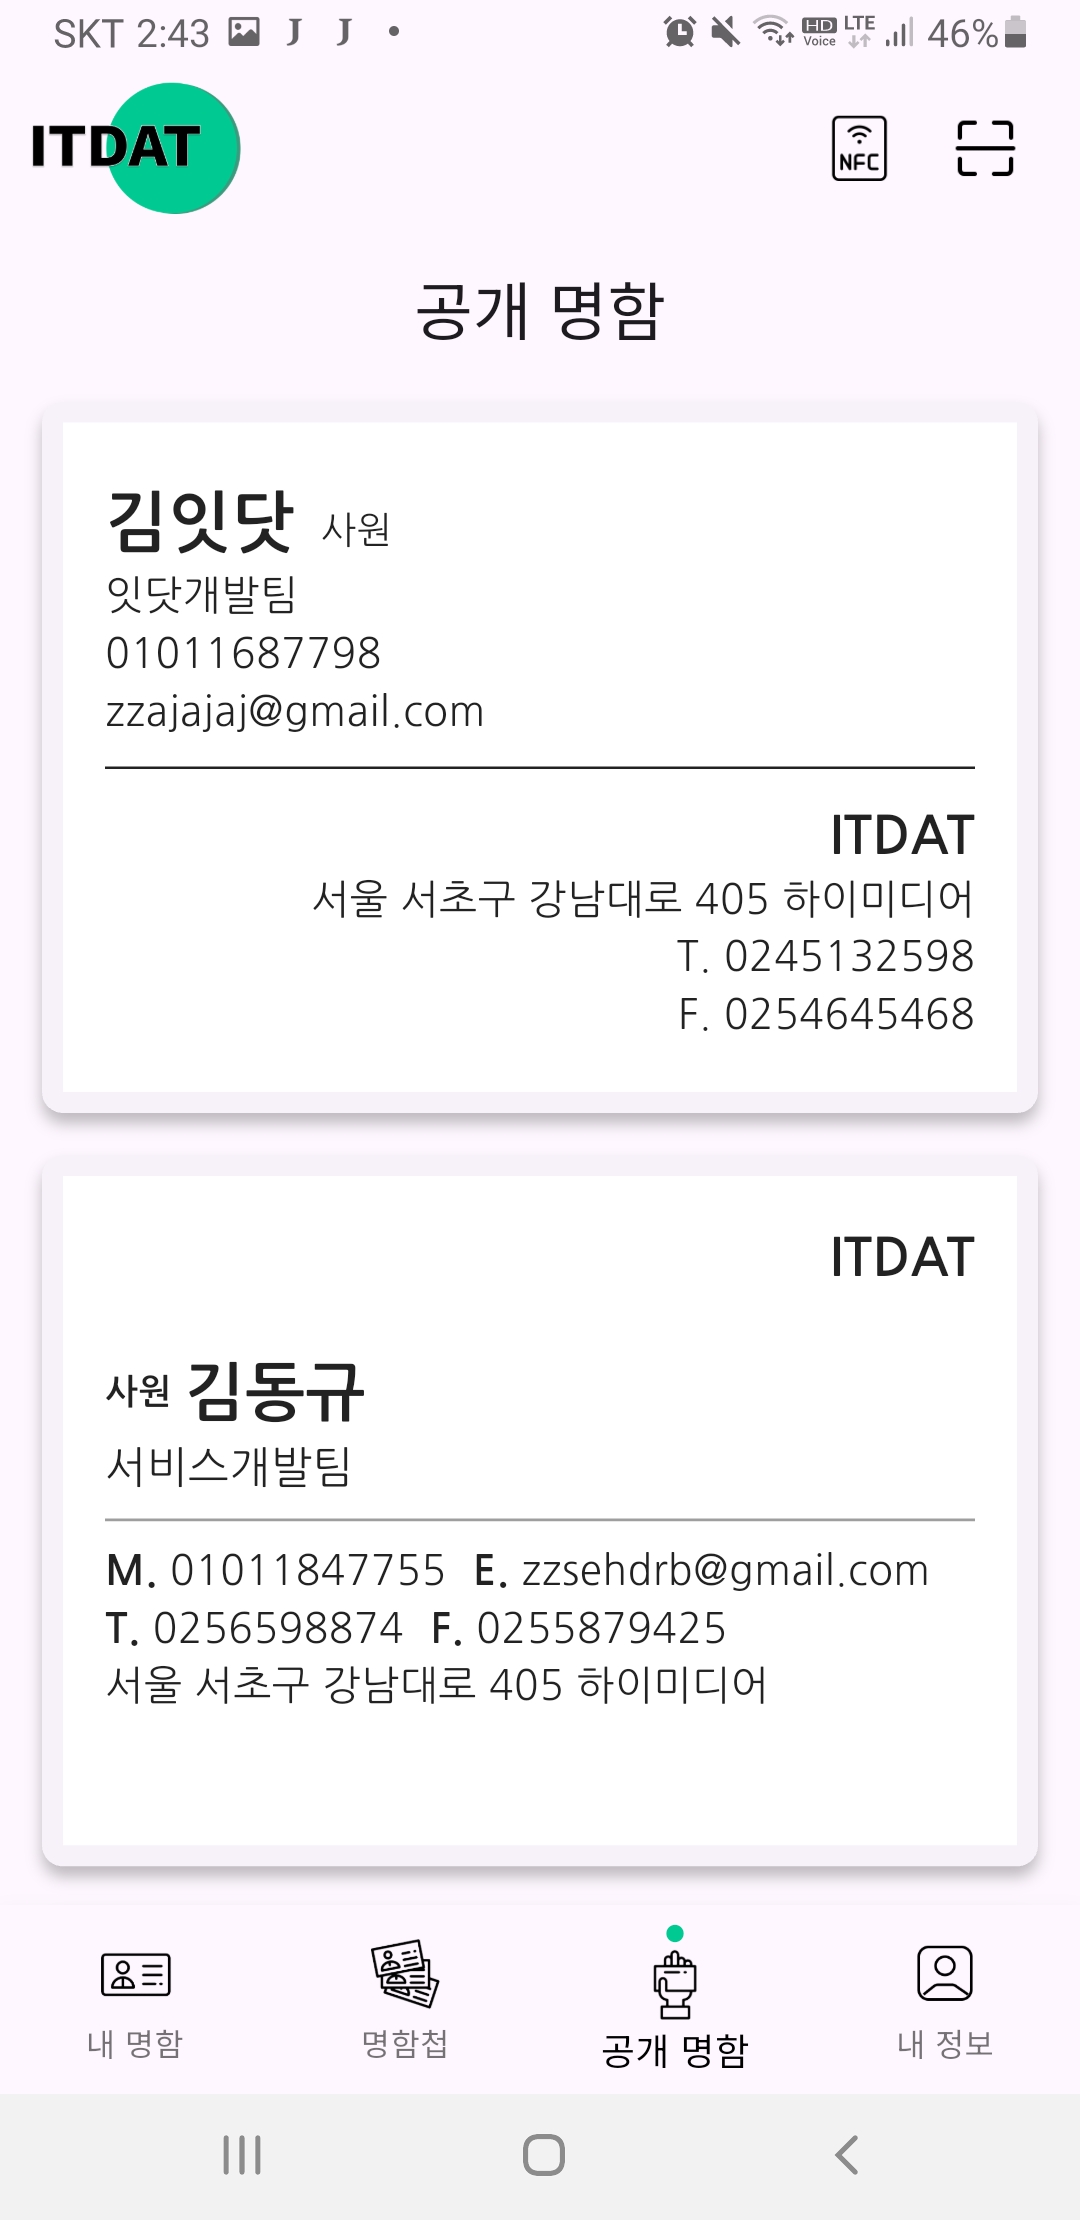 SKT 2:43 J J HD Voice LTE 46%
ITDAT
NFC
공개 명함
김잇닷 사원
잇닷개발팀
01011687798
zzajajaj@gmail.com
ITDAT
서울 서초구 강남대로 405 하이미디어
T. 0245132598
F. 0254645468
ITDAT
사원 김동규
서비스개발팀
M. 01011847755 E. zzsehdrb@gmail.com
T. 0256598874 F. 0255879425
서울 서초구 강남대로 405 하이미디어
내 명함 명함첩 공개 명함 내 정보